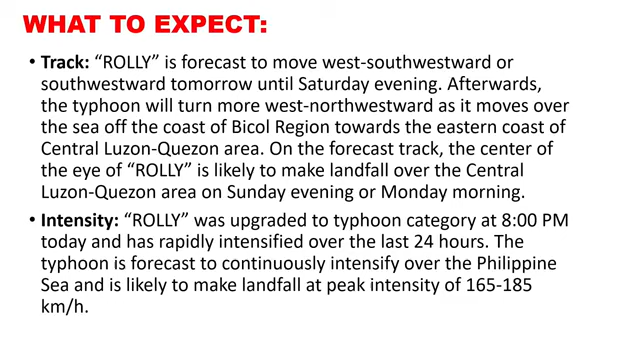 WHAT TO EXPECT:
• Track: “ROLLY” is forecast to move west-southwestward or
southwestward tomorrow until Saturday evening. Afterwards,
the typhoon will turn more west-northwestward as it moves over
the sea off the coast of Bicol Region towards the eastern coast of
Central Luzon-Quezon area. On the forecast track, the center of
the eye of “ROLLY” is likely to make landfall over the Central
Luzon-Quezon area on Sunday evening or Monday morning.
• Intensity: “ROLLY” was upgraded to typhoon category at 8:00 PM
today and has rapidly intensified over the last 24 hours. The
typhoon is forecast to continuously intensify over the Philippine
Sea and is likely to make landfall at peak intensity of 165-185
km/h.